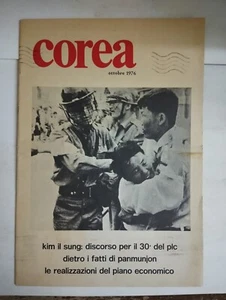 corea
ottobre 1976
kim il sung: discorso per il 30° del plc
dietro i fatti di panmunjon
le realizzazioni del piano economico